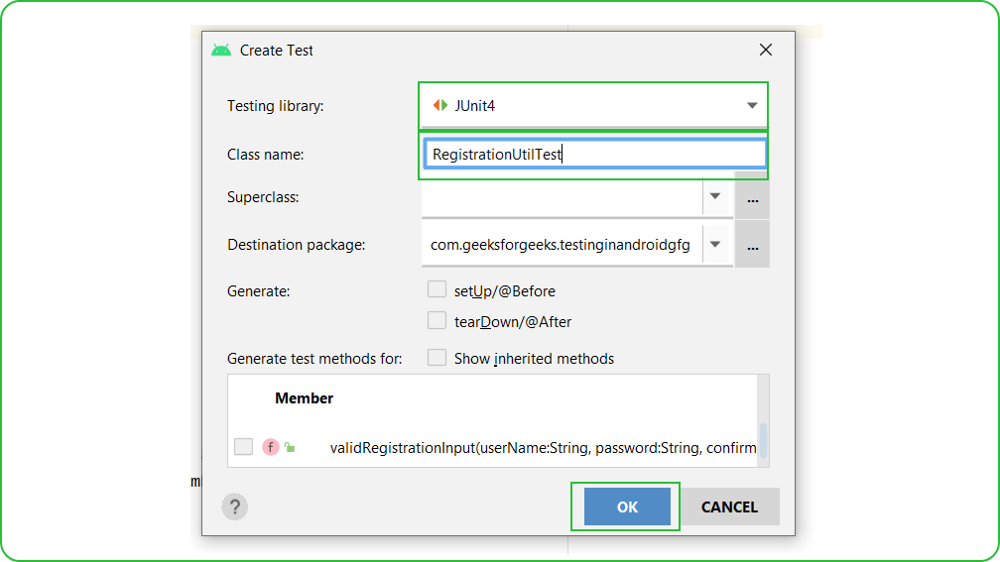 Create Test
Testing library: JUnit4
Class name: RegistrationUtilTest
Superclass: ...
Destination package: com.geeksforgeeks.testinginandroidgfg ...
Generate: setUp/@Before
tearDown/@After
Generate test methods for: Show inherited methods
Member
f validRegistrationInput(userName:String, password:String, confirm
m
? OK CANCEL